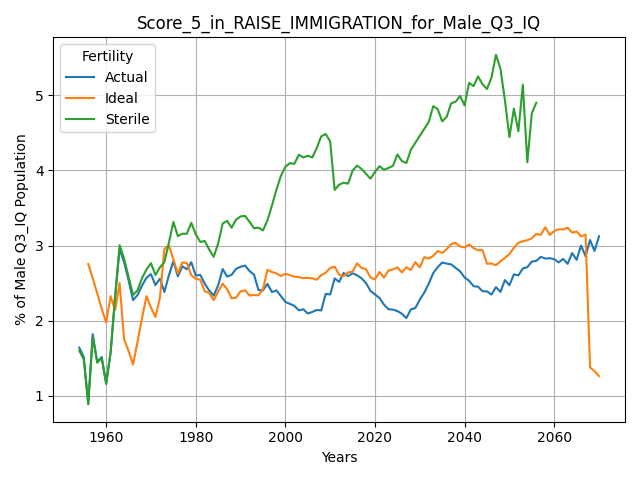 Score_5_in_RAISE_IMMIGRATION_for_Male_Q3_IQ
Fertility
Actual
Ideal
Sterile
% of Male Q3_IQ Population
5
4
3
2
1
1960 1980 2000 2020 2040 2060
Years